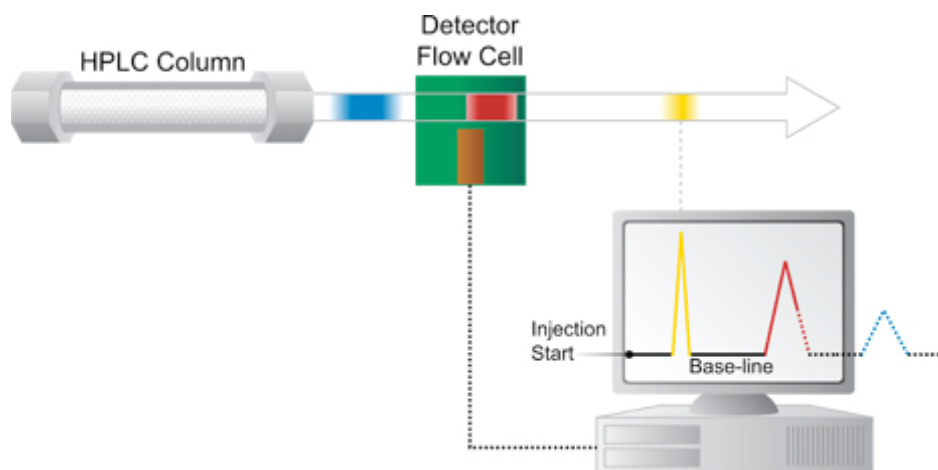 HPLC Column
Detector
Flow Cell
Injection
Start
Base-line